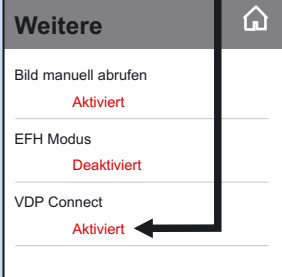 Weitere
Bild manuell abrufen
Aktiviert
EFH Modus
Deaktiviert
VDP Connect
Aktiviert